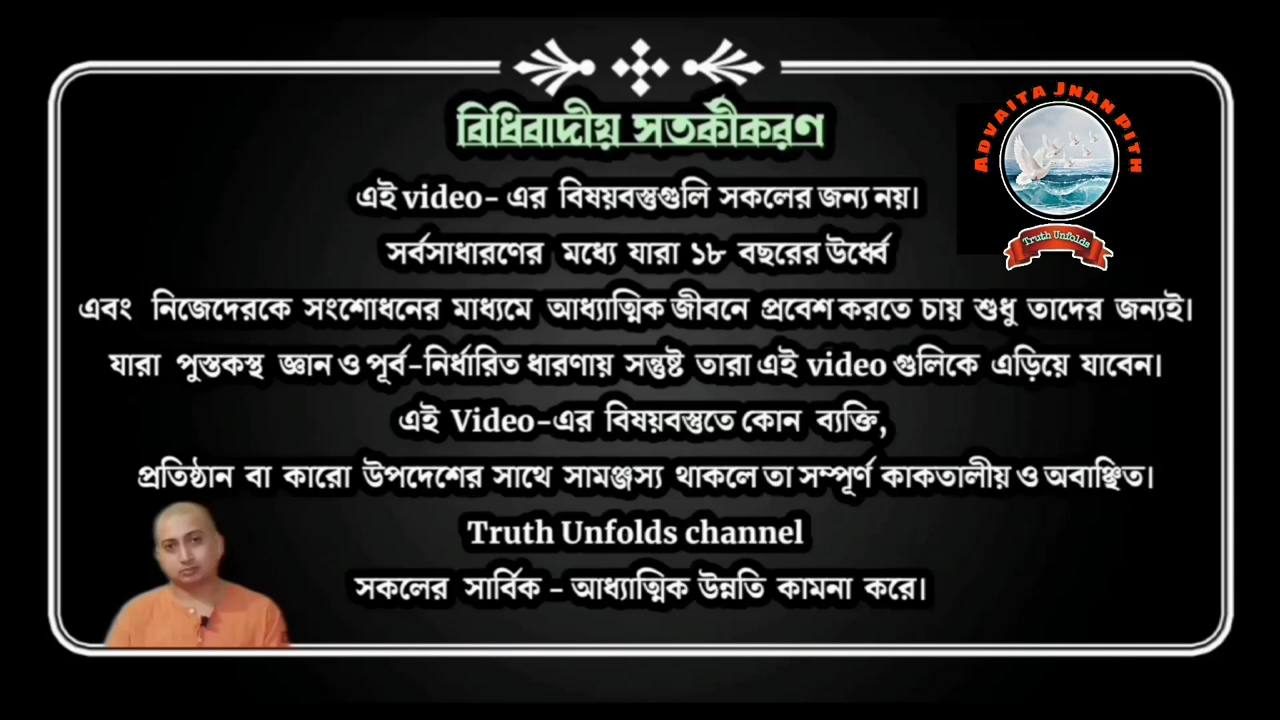 বিধিবাদীয় সতর্কীকরণ
ADVAITA JNAN PITH
Truth Unfolds
এই video- এর বিষয়বস্তুগুলি সকলের জন্য নয়।
সর্বসাধারণের মধ্যে যারা ১৮ বছরের উর্ধ্বে
এবং নিজেদেরকে সংশোধনের মাধ্যমে আধ্যাত্মিক জীবনে প্রবেশ করতে চায় শুধু তাদের জন্যই।
যারা পুস্তকস্থ জ্ঞান ও পূর্ব-নির্ধারিত ধারণায় সন্তুষ্ট তারা এই video গুলিকে এড়িয়ে যাবেন।
এই Video-এর বিষয়বস্তুতে কোন ব্যক্তি,
প্রতিষ্ঠান বা কারো উপদেশের সাথে সামঞ্জস্য থাকলে তা সম্পূর্ণ কাকতালীয় ও অবাঞ্ছিত।
Truth Unfolds channel
সকলের সার্বিক - আধ্যাত্মিক উন্নতি কামনা করে।